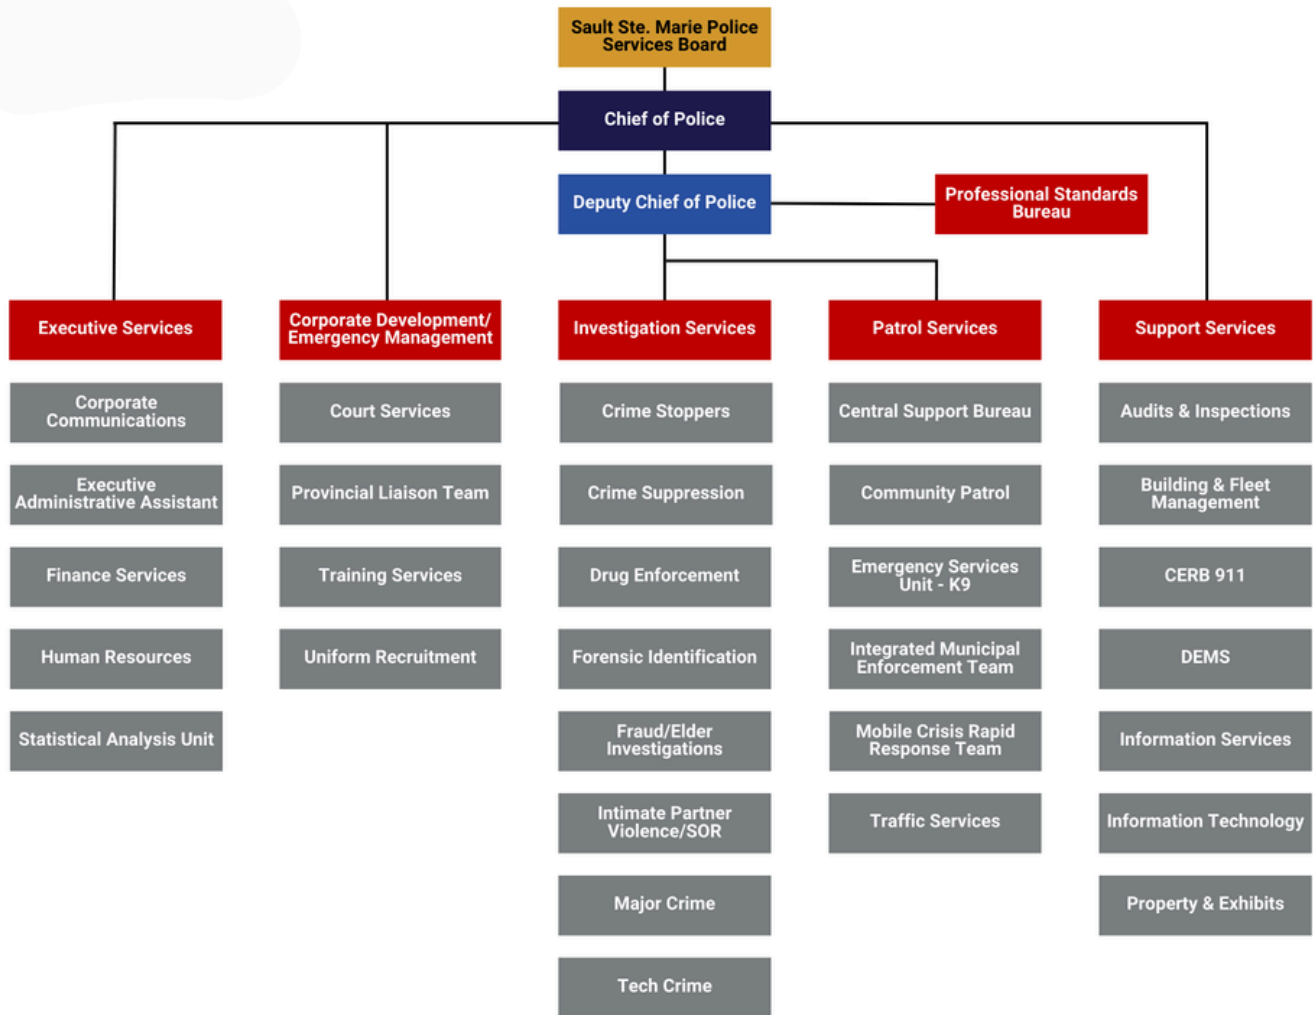 Sault Ste. Marie Police
Services Board
Chief of Police
Deputy Chief of Police
Professional Standards
Bureau
Executive Services
Corporate Development/
Emergency Management
Investigation Services
Patrol Services
Support Services
Corporate
Communications
Executive
Administrative Assistant
Finance Services
Human Resources
Statistical Analysis Unit
Court Services
Provincial Liaison Team
Training Services
Uniform Recruitment
Crime Stoppers
Crime Suppression
Drug Enforcement
Forensic Identification
Fraud/Elder
Investigations
Intimate Partner
Violence/SOR
Major Crime
Tech Crime
Central Support Bureau
Community Patrol
Emergency Services
Unit - K9
Integrated Municipal
Enforcement Team
Mobile Crisis Rapid
Response Team
Traffic Services
Audits & Inspections
Building & Fleet
Management
CERB 911
DEMS
Information Services
Information Technology
Property & Exhibits